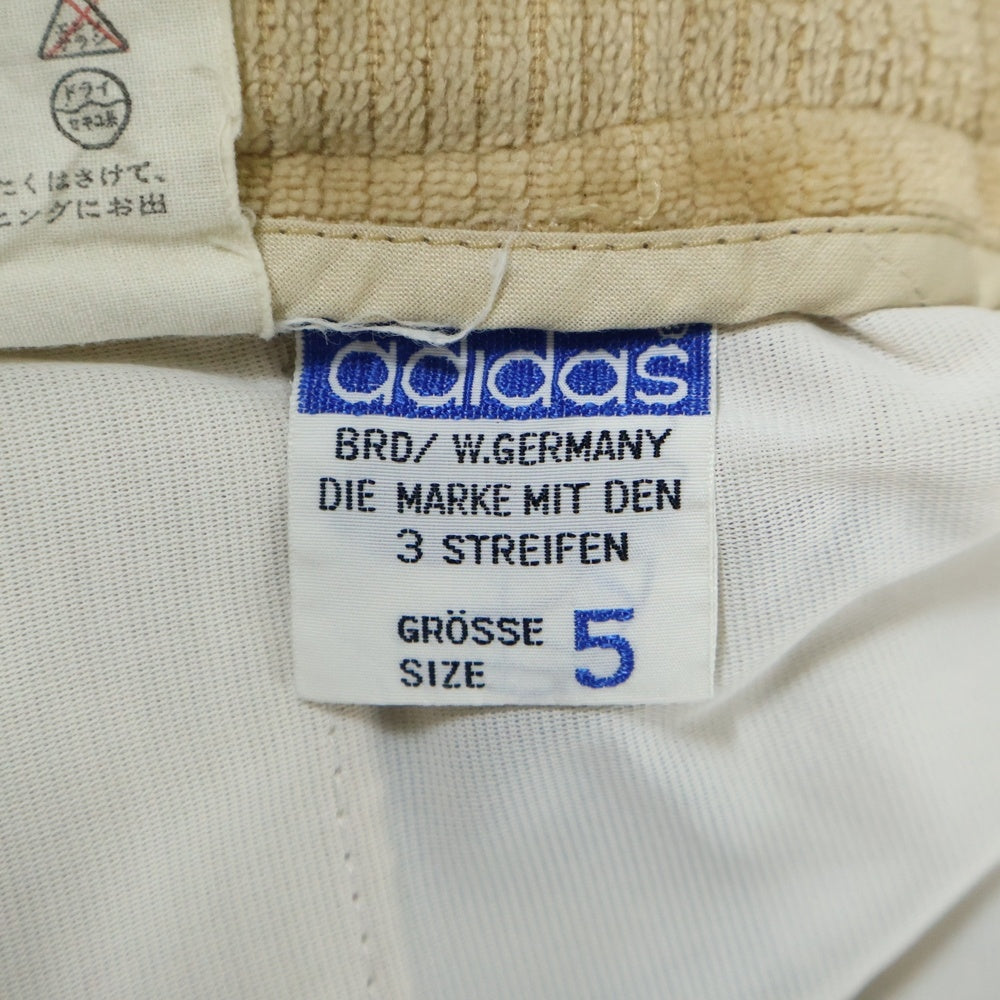 ドライ
セキユ系
たくはさけて、
ニングにお出
adidas
BRD/ W.GERMANY
DIE MARKE MIT DEN
3 STREIFEN
GRÖSSE
SIZE 5